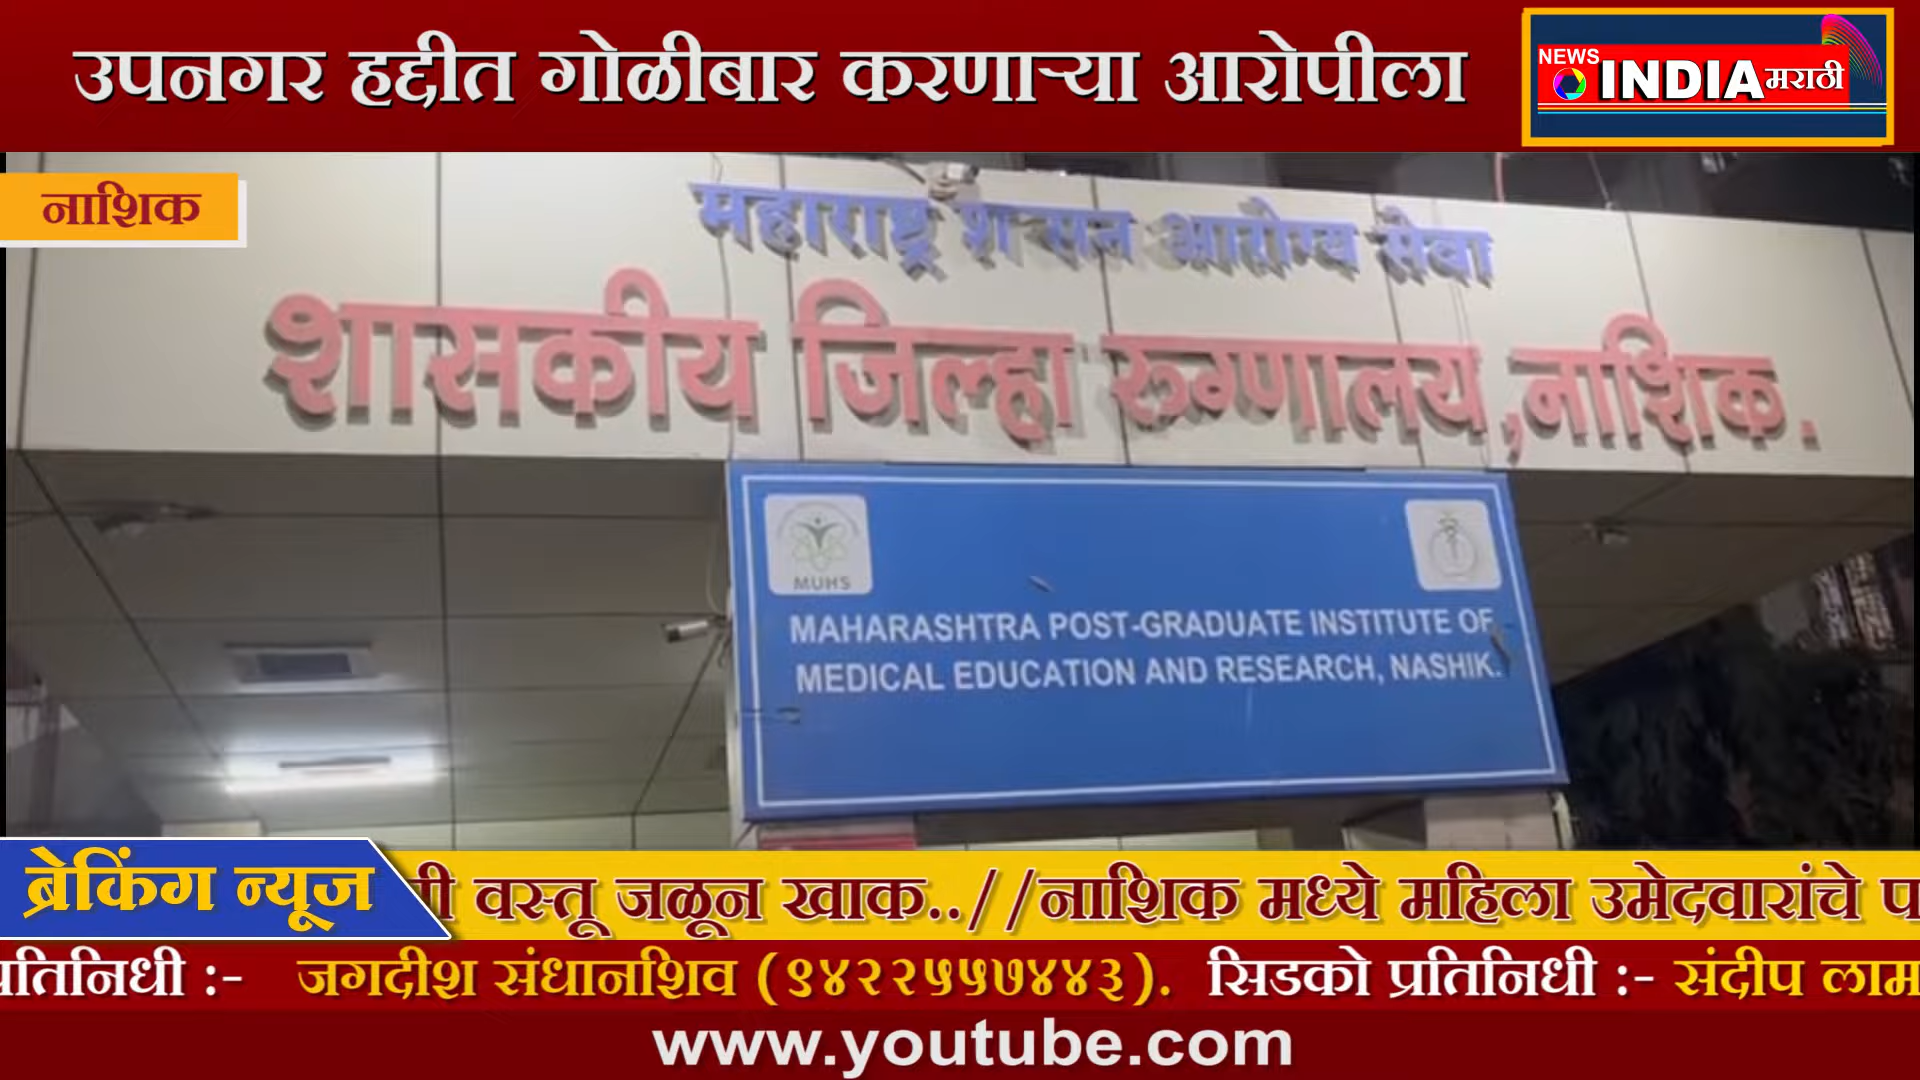 उपनगर हद्दीत गोळीबार करणाऱ्या आरोपीला
NEWS
INDIA मराठी
नाशिक
महाराष्ट्र शासन आरोग्य सेवा
शासकीय जिल्हा रुग्णालय,नाशिक.
MUHS
MAHARASHTRA POST-GRADUATE INSTITUTE OF
MEDICAL EDUCATION AND RESEARCH, NASHIK.
ब्रेकिंग न्यूज
वस्तू जळून खाक..//नाशिक मध्ये महिला उमेदवारांचे प
प्रतिनिधी :- जगदीश संधानशिव (९४२२५५७४४३). सिडको प्रतिनिधी :- संदीप लाम
www.youtube.com